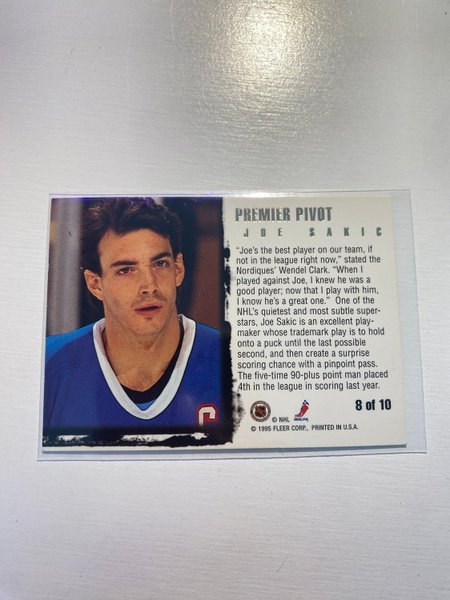 PREMIER PIVOT
JOE SAKIC
"Joe's the best player on our team, if
not in the league right now," stated the
Nordiques' Wendel Clark. "When I
played against Joe, I knew he was a
good player; now that I play with him,
I know he's a great one." One of the
NHL's quietest and most subtle super-
stars, Joe Sakic is an excellent play-
maker whose trademark play is to hold
onto a puck until the last possible
second, and then create a surprise
scoring chance with a pinpoint pass.
The five-time 90-plus point man placed
4th in the league in scoring last year.
8 of 10
© NHL NHLPA
© 1995 FLEER CORP., PRINTED IN U.S.A.
C